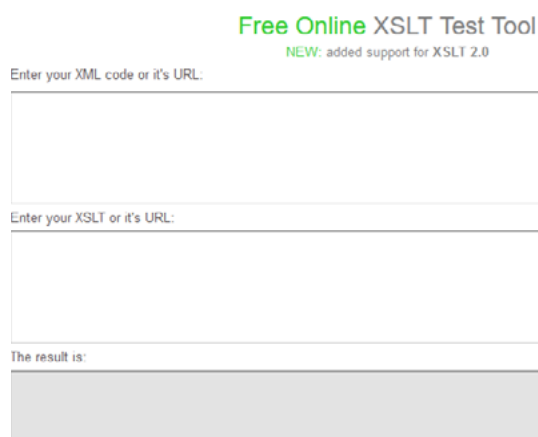 Free Online XSLT Test Tool
NEW: added support for XSLT 2.0
Enter your XML code or it's URL:
Enter your XSLT or it's URL:
The result is: